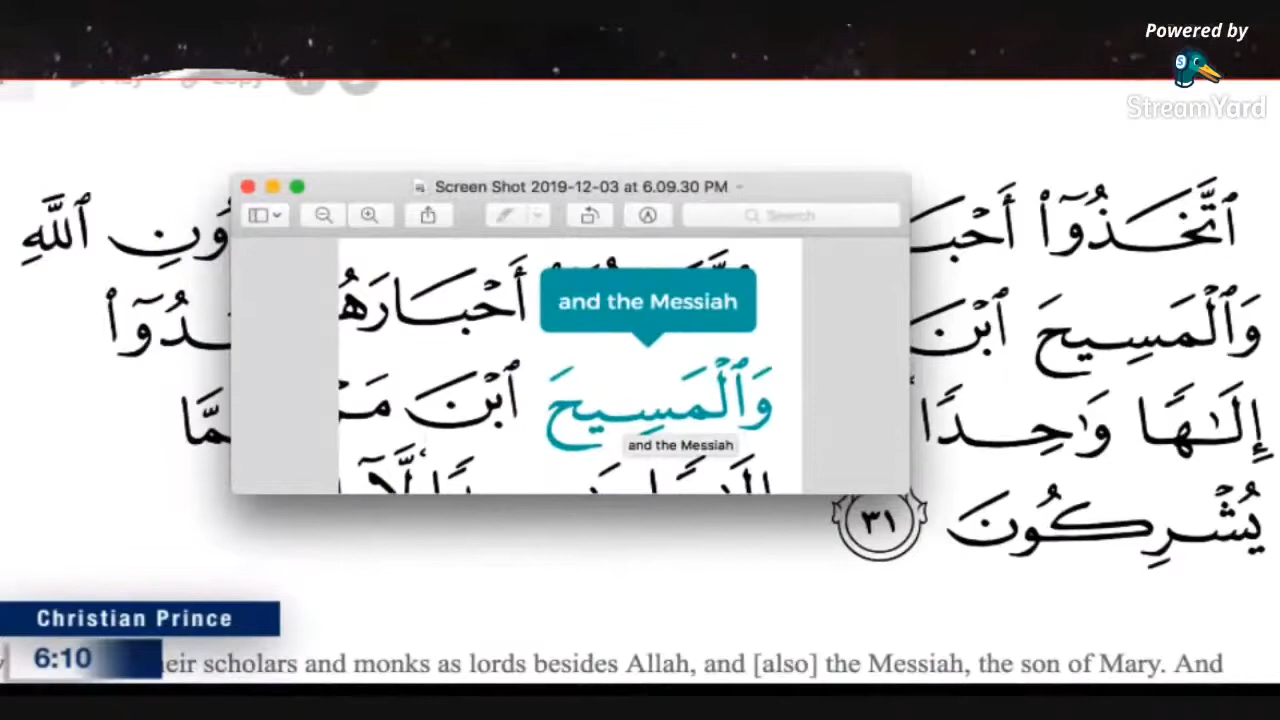 Powered by
StreamYard
Screen Shot 2019-12-03 at 6.09.30 PM
Search
ٱتَّخَذُوٓا۟
ٱللَّهِ
أَحْبَارَهُ
and the Messiah
وَٱلْمَسِيحَ ٱبْنَ
وَٱلْمَسِيحَ ٱبْنَ
and the Messiah
إِلَـٰهًا وَٰحِدًا
يُشْرِكُونَ ٣١
Christian Prince
6:10
scholars and monks as lords besides Allah, and [also] the Messiah, the son of Mary. And